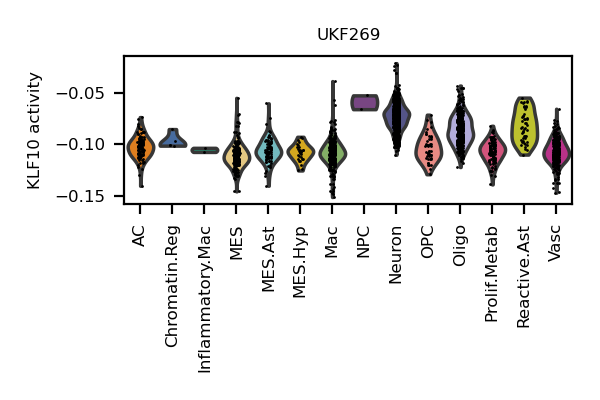 UKF269
KLF10 activity
−0.05
−0.10
−0.15
AC
Chromatin.Reg
Inflammatory.Mac
MES
MES.Ast
MES.Hyp
Mac
NPC
Neuron
OPC
Oligo
Prolif.Metab
Reactive.Ast
Vasc